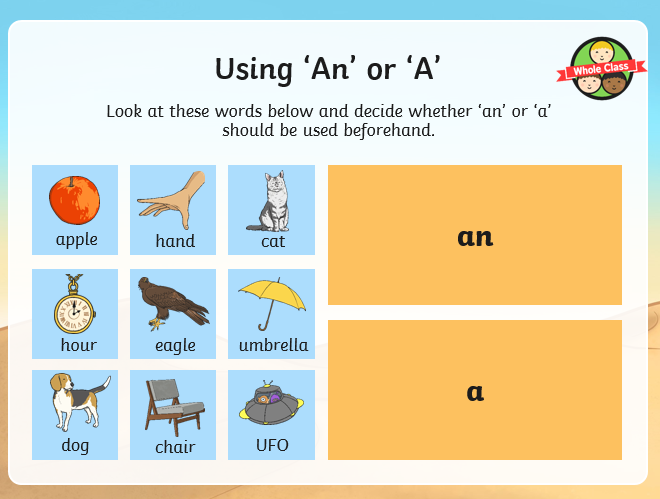 Using ‘An’ or ‘A’
Whole Class
Look at these words below and decide whether ‘an’ or ‘a’
should be used beforehand.
apple
hand
cat
an
hour
eagle
umbrella
dog
chair
UFO
a